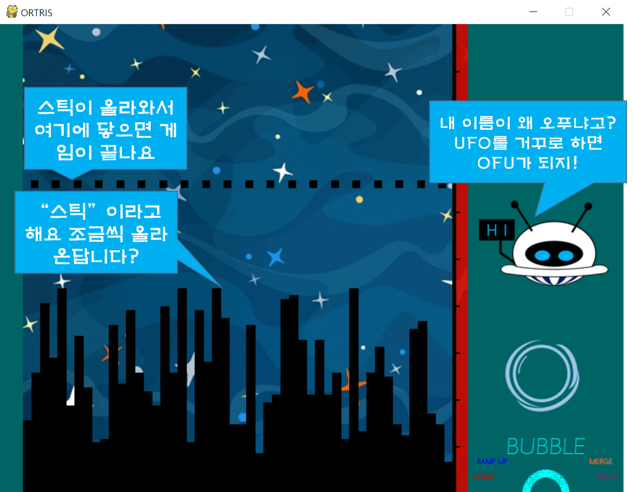 ORTRIS
스틱이 올라와서
여기에 닿으면 게
임이 끝나요
“스틱” 이라고
해요 조금씩 올라
온답니다?
내 이름이 왜 오푸냐고?
UFO를 거꾸로 하면
OFU가 되지!
HI
BUBBLE
RAMP UP
MERGE